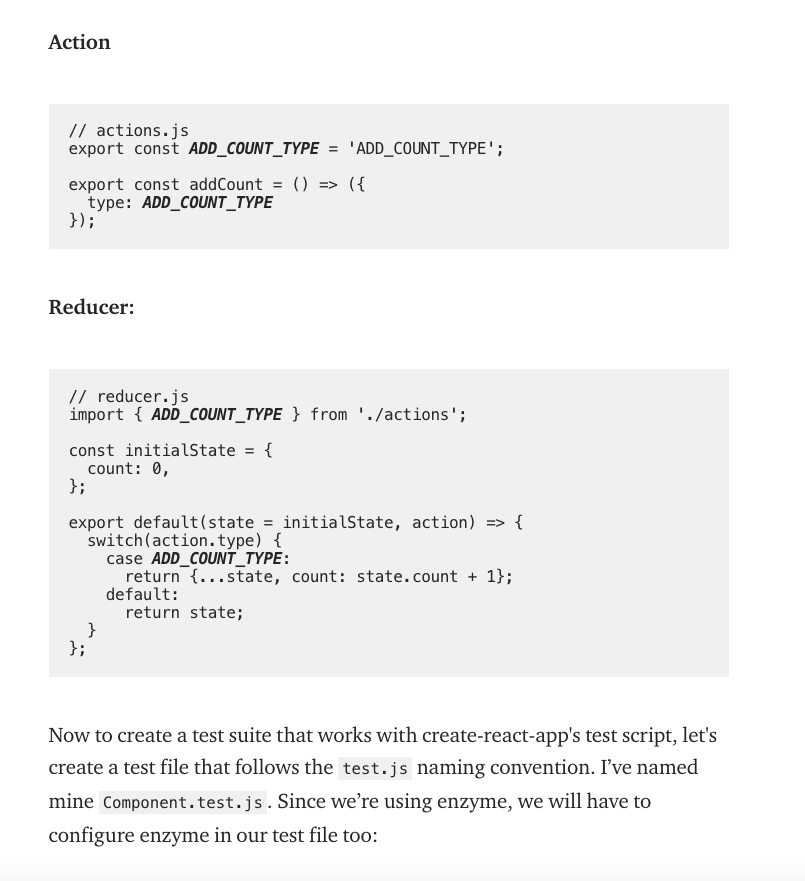 Action
// actions.js
export const ADD_COUNT_TYPE = 'ADD_COUNT_TYPE';
export const addCount = () => ({
  type: ADD_COUNT_TYPE
});
Reducer:
// reducer.js
import { ADD_COUNT_TYPE } from './actions';
const initialState = {
  count: 0,
};
export default(state = initialState, action) => {
  switch(action.type) {
    case ADD_COUNT_TYPE:
      return {...state, count: state.count + 1};
    default:
      return state;
  }
};
Now to create a test suite that works with create-react-app's test script, let's
create a test file that follows the test.js naming convention. I’ve named
mine Component.test.js. Since we’re using enzyme, we will have to
configure enzyme in our test file too: